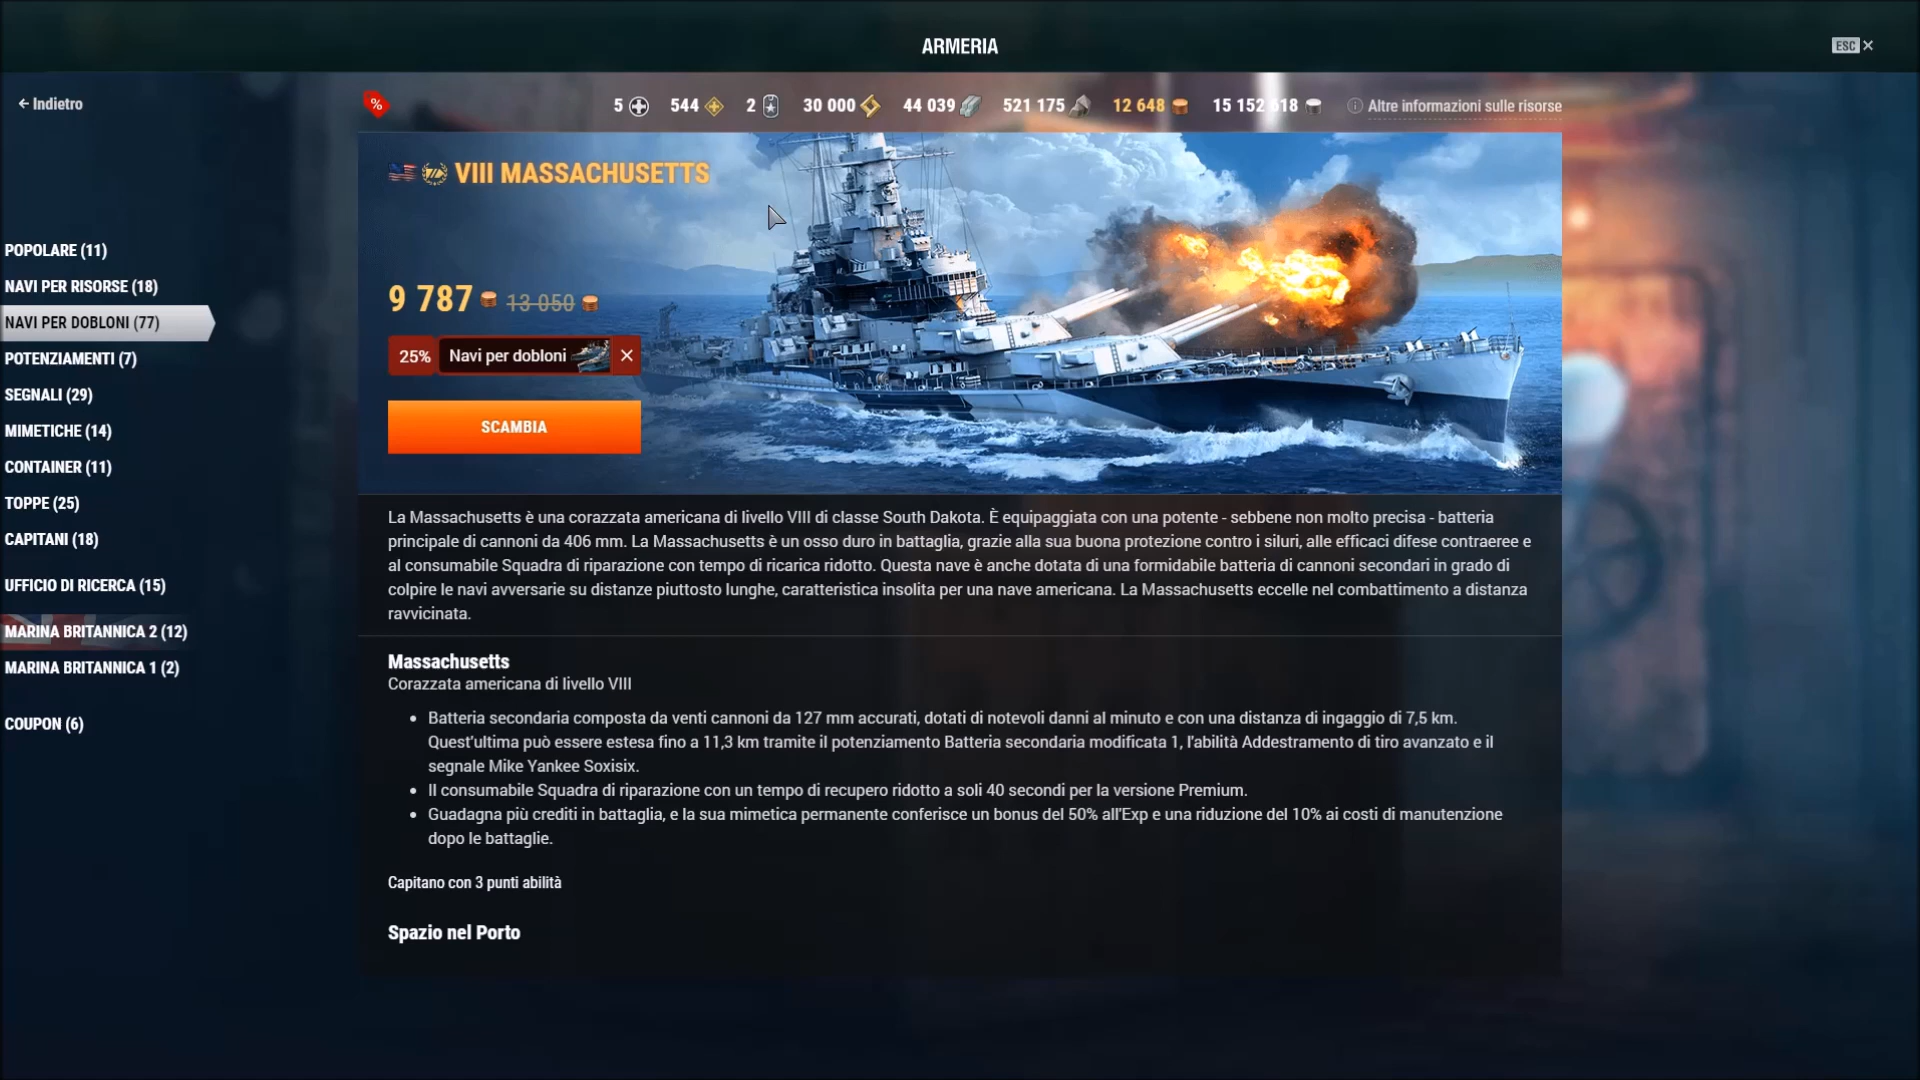 ARMERIA
ESC
Indietro
%
5
544
2
30 000
44 039
521 175
12 648
15 152 618
Altre informazioni sulle risorse
VIII MASSACHUSETTS
9 787 13 050
25% Navi per dobloni
SCAMBIA
POPOLARE (11)
NAVI PER RISORSE (18)
NAVI PER DOBLONI (77)
POTENZIAMENTI (7)
SEGNALI (29)
MIMETICHE (14)
CONTAINER (11)
TOPPE (25)
CAPITANI (18)
UFFICIO DI RICERCA (15)
MARINA BRITANNICA 2 (12)
MARINA BRITANNICA 1 (2)
COUPON (6)
La Massachusetts è una corazzata americana di livello VIII di classe South Dakota. È equipaggiata con una potente - sebbene non molto precisa - batteria
principale di cannoni da 406 mm. La Massachusetts è un osso duro in battaglia, grazie alla sua buona protezione contro i siluri, alle efficaci difese contraeree e
al consumabile Squadra di riparazione con tempo di ricarica ridotto. Questa nave è anche dotata di una formidabile batteria di cannoni secondari in grado di
colpire le navi avversarie su distanze piuttosto lunghe, caratteristica insolita per una nave americana. La Massachusetts eccelle nel combattimento a distanza
ravvicinata.
Massachusetts
Corazzata americana di livello VIII
Batteria secondaria composta da venti cannoni da 127 mm accurati, dotati di notevoli danni al minuto e con una distanza di ingaggio di 7,5 km.
Quest'ultima può essere estesa fino a 11,3 km tramite il potenziamento Batteria secondaria modificata 1, l'abilità Addestramento di tiro avanzato e il
segnale Mike Yankee Soxisix.
Il consumabile Squadra di riparazione con un tempo di recupero ridotto a soli 40 secondi per la versione Premium.
Guadagna più crediti in battaglia, e la sua mimetica permanente conferisce un bonus del 50% all'Exp e una riduzione del 10% ai costi di manutenzione
dopo le battaglie.
Capitano con 3 punti abilità
Spazio nel Porto